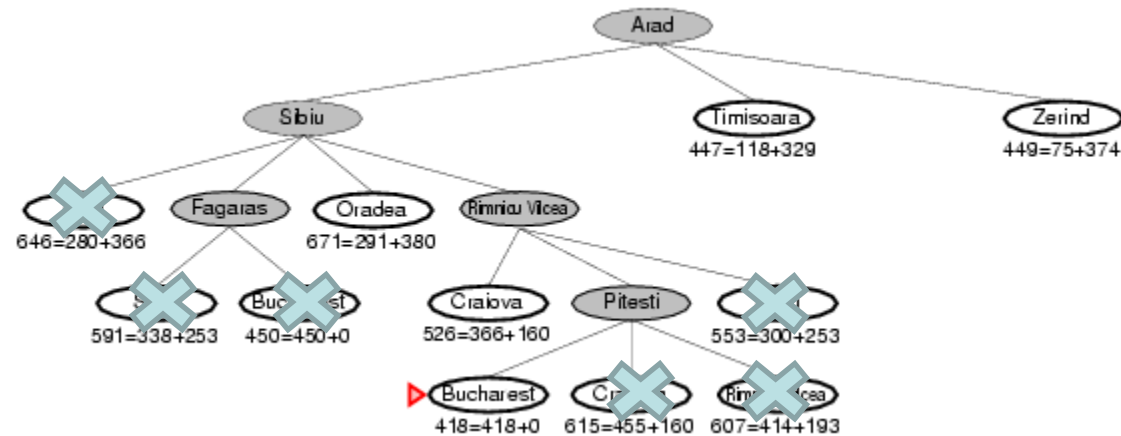 Arad
Sibiu Timisoara Zerind
447=118+329 449=75+374
Fagaras Oradea Rimnicu Vilcea
646=280+366 671=291+380
Craiova Pitesti
591=338+253 450=450+0 526=366+160 553=300+253
Bucharest
418=418+0 615=455+160 607=414+193